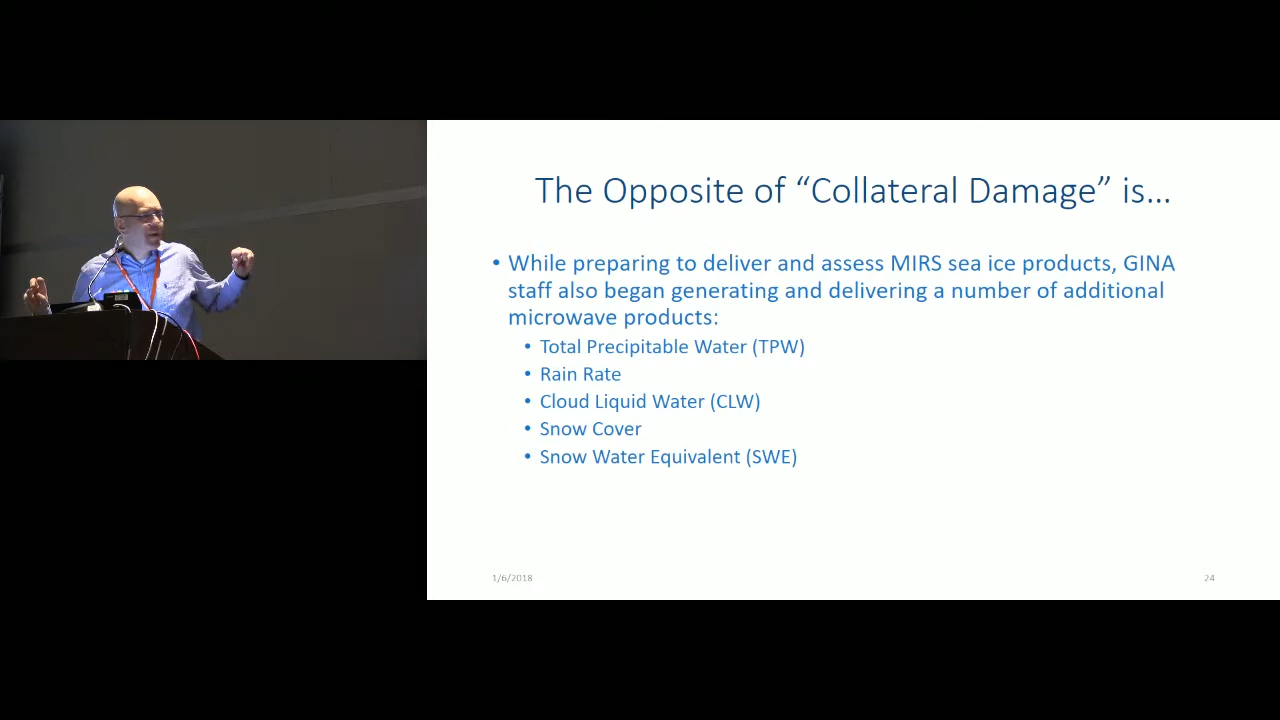 The Opposite of “Collateral Damage” is…
• While preparing to deliver and assess MIRS sea ice products, GINA
staff also began generating and delivering a number of additional
microwave products:
• Total Precipitable Water (TPW)
• Rain Rate
• Cloud Liquid Water (CLW)
• Snow Cover
• Snow Water Equivalent (SWE)
1/6/2018
24